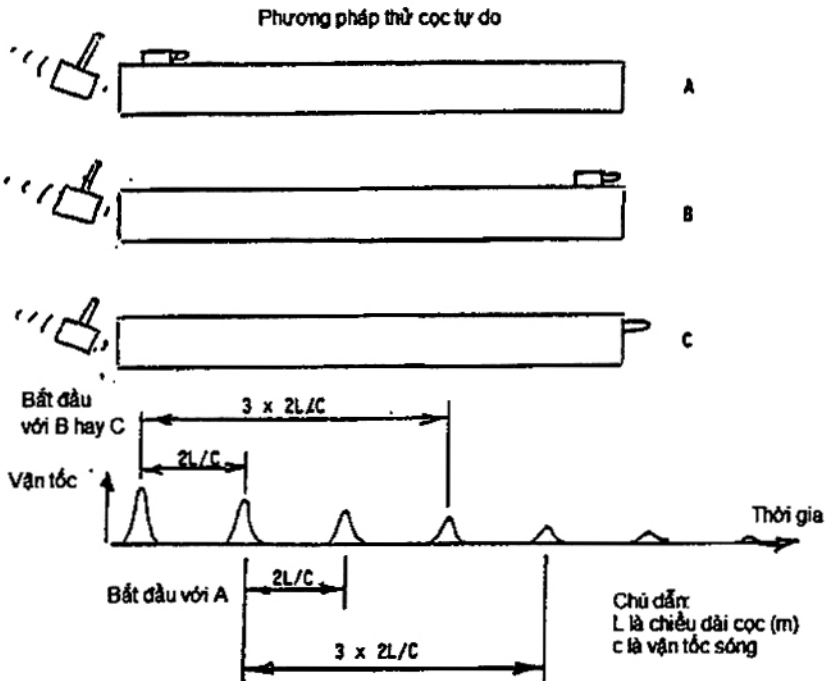 Phương pháp thử cọc tự do
A
B
C
Bắt đầu
với B hay C
3 x 2L/C
2L/C
Vận tốc
Thời gia
Bắt đầu với A
2L/C
3 x 2L/C
Chú dẫn:
L là chiều dài cọc (m)
c là vận tốc sóng